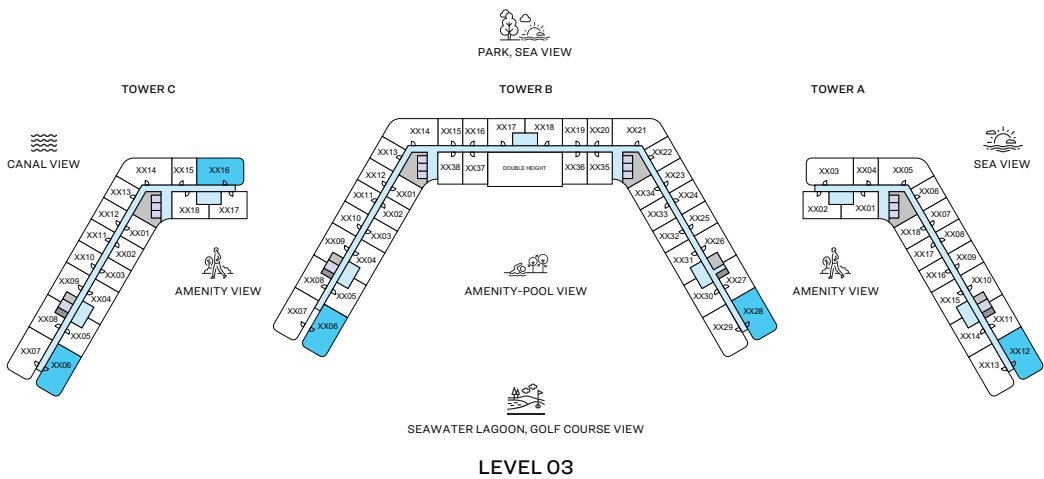 PARK, SEA VIEW
TOWER C
TOWER B
TOWER A
CANAL VIEW
SEA VIEW
XX14
XX15
XX16
XX13
XX12
XX11
XX10
XX09
XX08
XX07
XX18
XX17
XX01
XX02
XX03
XX04
XX05
XX06
AMENITY VIEW
XX14
XX15
XX16
XX17
XX18
XX19
XX20
XX21
XX13
XX38
XX37
DOUBLE HEIGHT
XX36
XX35
XX22
XX12
XX01
XX34
XX23
XX11
XX02
XX33
XX24
XX10
XX03
XX32
XX25
XX09
XX04
XX31
XX26
XX08
XX05
XX30
XX27
XX07
XX06
XX29
XX28
AMENITY-POOL VIEW
XX03
XX04
XX05
XX02
XX01
XX06
XX18
XX07
XX17
XX08
XX16
XX09
XX15
XX10
XX14
XX11
XX13
XX12
AMENITY VIEW
SEAWATER LAGOON, GOLF COURSE VIEW
LEVEL 03